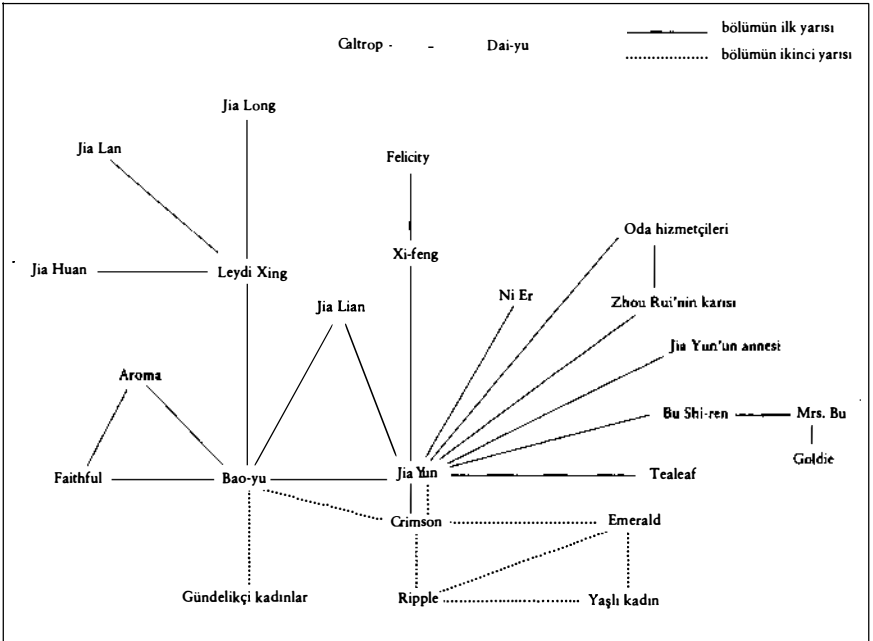 Caltrop - - Dai-yu
bölümün ilk yarısı
bölümün ikinci yarısı
Jia Long
Jia Lan
Felicity
Oda hizmetçileri
Jia Huan
Leydi Xing
Xi-feng
Jia Lian
Ni Er
Zhou Rui'nin karısı
Jia Yun'un annesi
Aroma
Bu Shi-ren
Mrs. Bu
Goldie
Faithful
Bao-yu
Jia Yun
Tealeaf
Crimson
Emerald
Gündelikçi kadınlar
Ripple
Yaşlı kadın